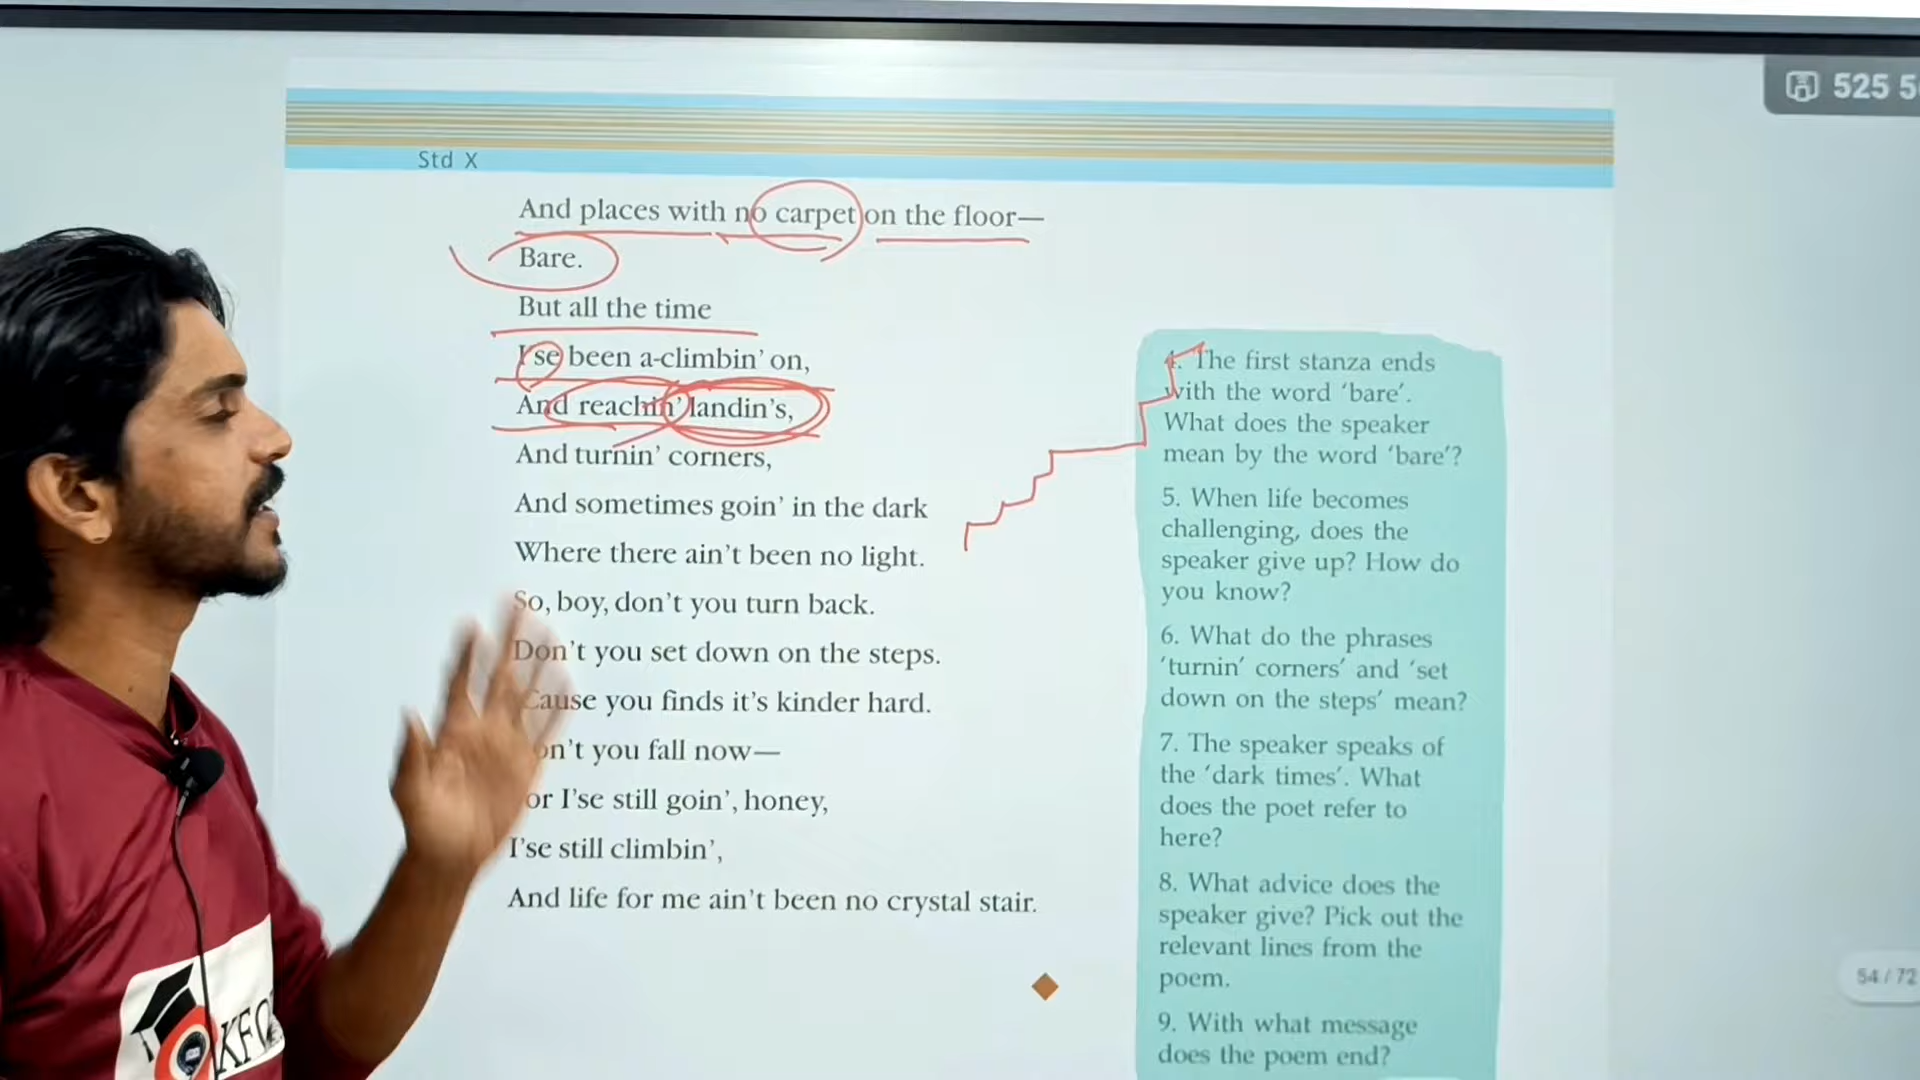 525 5
Std X
And places with no carpet on the floor—
Bare.
But all the time
I'se been a-climbin' on,
And reachin' landin's,
And turnin' corners,
And sometimes goin' in the dark
Where there ain't been no light.
So, boy, don't you turn back.
Don't you set down on the steps.
'Cause you finds it's kinder hard.
on't you fall now—
or I'se still goin', honey,
I'se still climbin',
And life for me ain't been no crystal stair.
4. The first stanza ends
with the word 'bare'.
What does the speaker
mean by the word 'bare'?
5. When life becomes
challenging, does the
speaker give up? How do
you know?
6. What do the phrases
'turnin' corners' and 'set
down on the steps' mean?
7. The speaker speaks of
the 'dark times'. What
does the poet refer to
here?
8. What advice does the
speaker give? Pick out the
relevant lines from the
poem.
9. With what message
does the poem end?
54 / 72